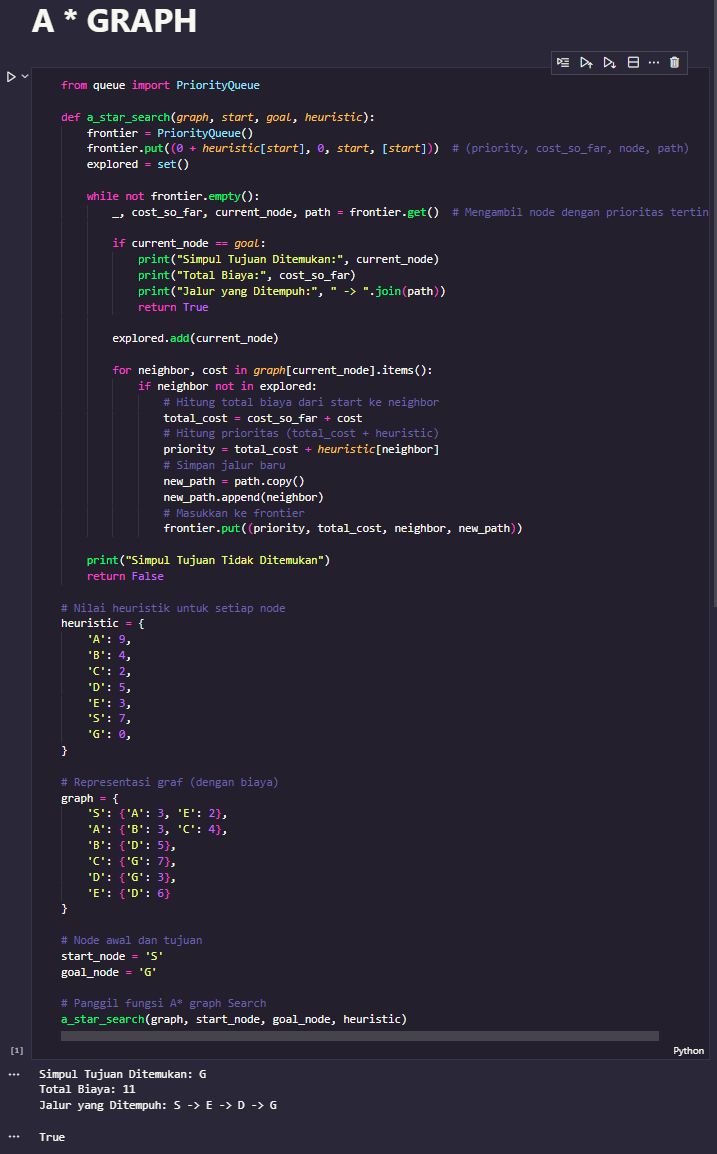 A * GRAPH
from queue import PriorityQueue
def a_star_search(graph, start, goal, heuristic):
    frontier = PriorityQueue()
    frontier.put((0 + heuristic[start], 0, start, [start]))  # (priority, cost_so_far, node, path)
    explored = set()
    while not frontier.empty():
        _, cost_so_far, current_node, path = frontier.get()  # Mengambil node dengan prioritas tertin
        if current_node == goal:
            print("Simpul Tujuan Ditemukan:", current_node)
            print("Total Biaya:", cost_so_far)
            print("Jalur yang Ditempuh:", " -> ".join(path))
            return True
        explored.add(current_node)
        for neighbor, cost in graph[current_node].items():
            if neighbor not in explored:
                # Hitung total biaya dari start ke neighbor
                total_cost = cost_so_far + cost
                # Hitung prioritas (total_cost + heuristic)
                priority = total_cost + heuristic[neighbor]
                # Simpan jalur baru
                new_path = path.copy()
                new_path.append(neighbor)
                # Masukkan ke frontier
                frontier.put((priority, total_cost, neighbor, new_path))
    print("Simpul Tujuan Tidak Ditemukan")
    return False
# Nilai heuristik untuk setiap node
heuristic = {
    'A': 9,
    'B': 4,
    'C': 2,
    'D': 5,
    'E': 3,
    'S': 7,
    'G': 0,
}
# Representasi graf (dengan biaya)
graph = {
    'S': {'A': 3, 'E': 2},
    'A': {'B': 3, 'C': 4},
    'B': {'D': 5},
    'C': {'G': 7},
    'D': {'G': 3},
    'E': {'D': 6}
}
# Node awal dan tujuan
start_node = 'S'
goal_node = 'G'
# Panggil fungsi A* graph Search
a_star_search(graph, start_node, goal_node, heuristic)
[1]
Python
Simpul Tujuan Ditemukan: G
Total Biaya: 11
Jalur yang Ditempuh: S -> E -> D -> G
True